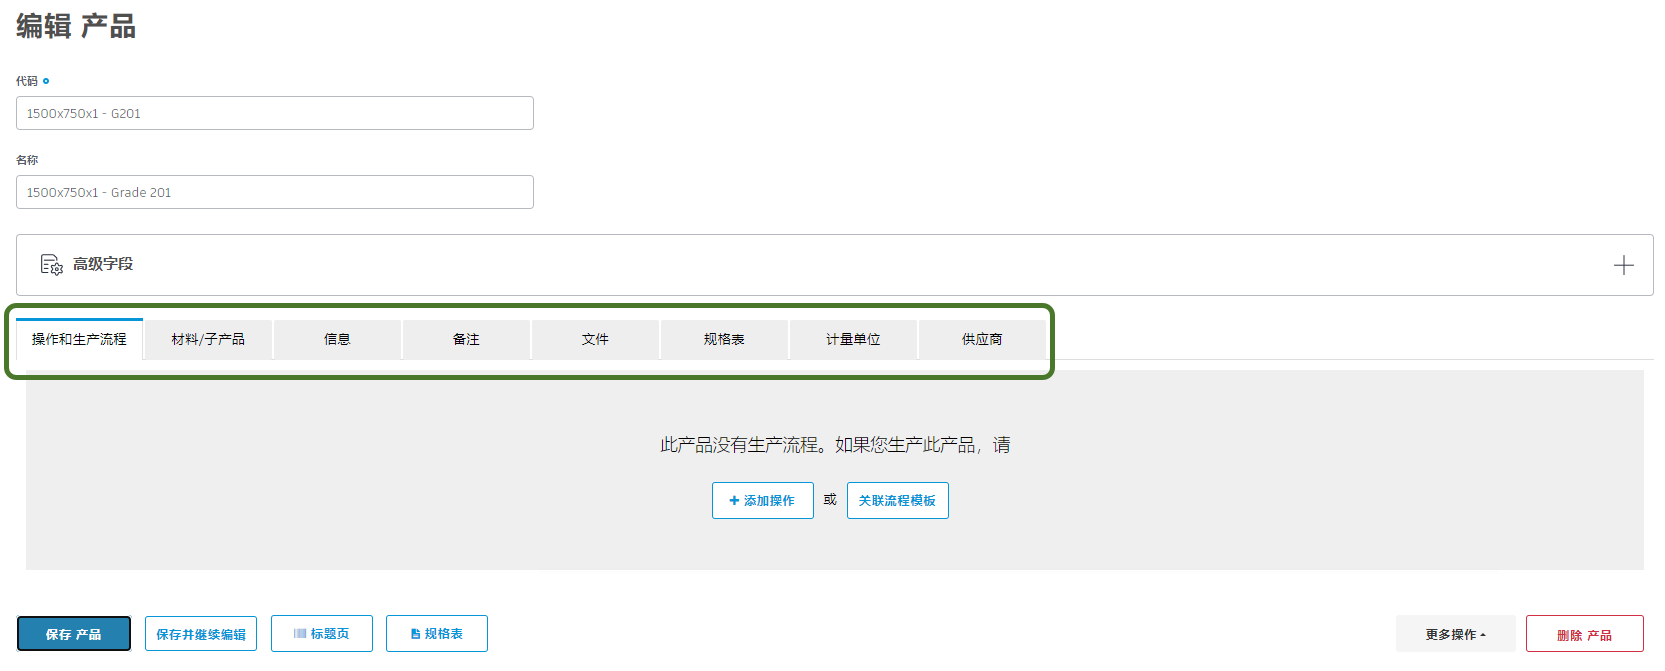 编辑 产品
代码
1500x750x1 - G201
名称
1500x750x1 - Grade 201
高级字段
操作和生产流程 材料/子产品 信息 备注 文件 规格表 计量单位 供应商
此产品没有生产流程。如果您生产此产品，请
+ 添加操作 或 关联流程模板
保存 产品 保存并继续编辑 标题页 规格表 更多操作 删除 产品